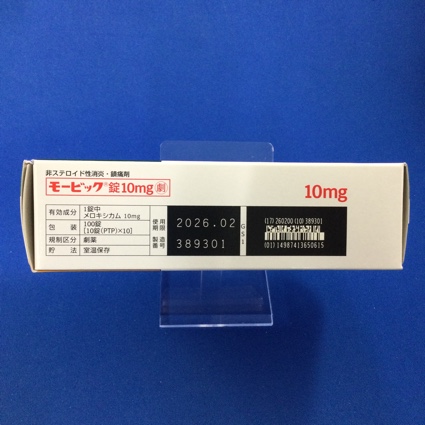 非ステロイド性消炎・鎮痛剤
モービック®錠10mg 劇
10mg
有効成分 1錠中 メロキシカム 10mg
包装 100錠 [10錠(PTP)×10]
規制区分 劇薬
貯法 室温保存
使用期限 2026.02
製造番号 389301
GS1
(17) 260200 (10) 389301
(01) 14987413650615